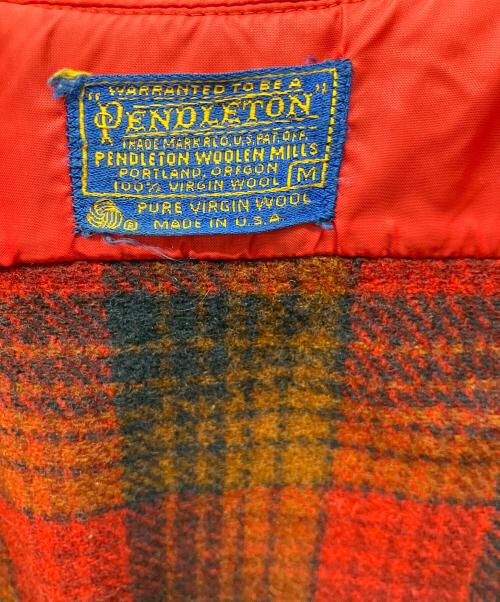 "WARRANTED TO BE A"
PENDLETON
TRADE MARK REG. U.S. PAT. OFF.
PENDLETON WOOLEN MILLS
PORTLAND, OREGON
100% VIRGIN WOOL M
PURE VIRGIN WOOL
® MADE IN U.S.A.